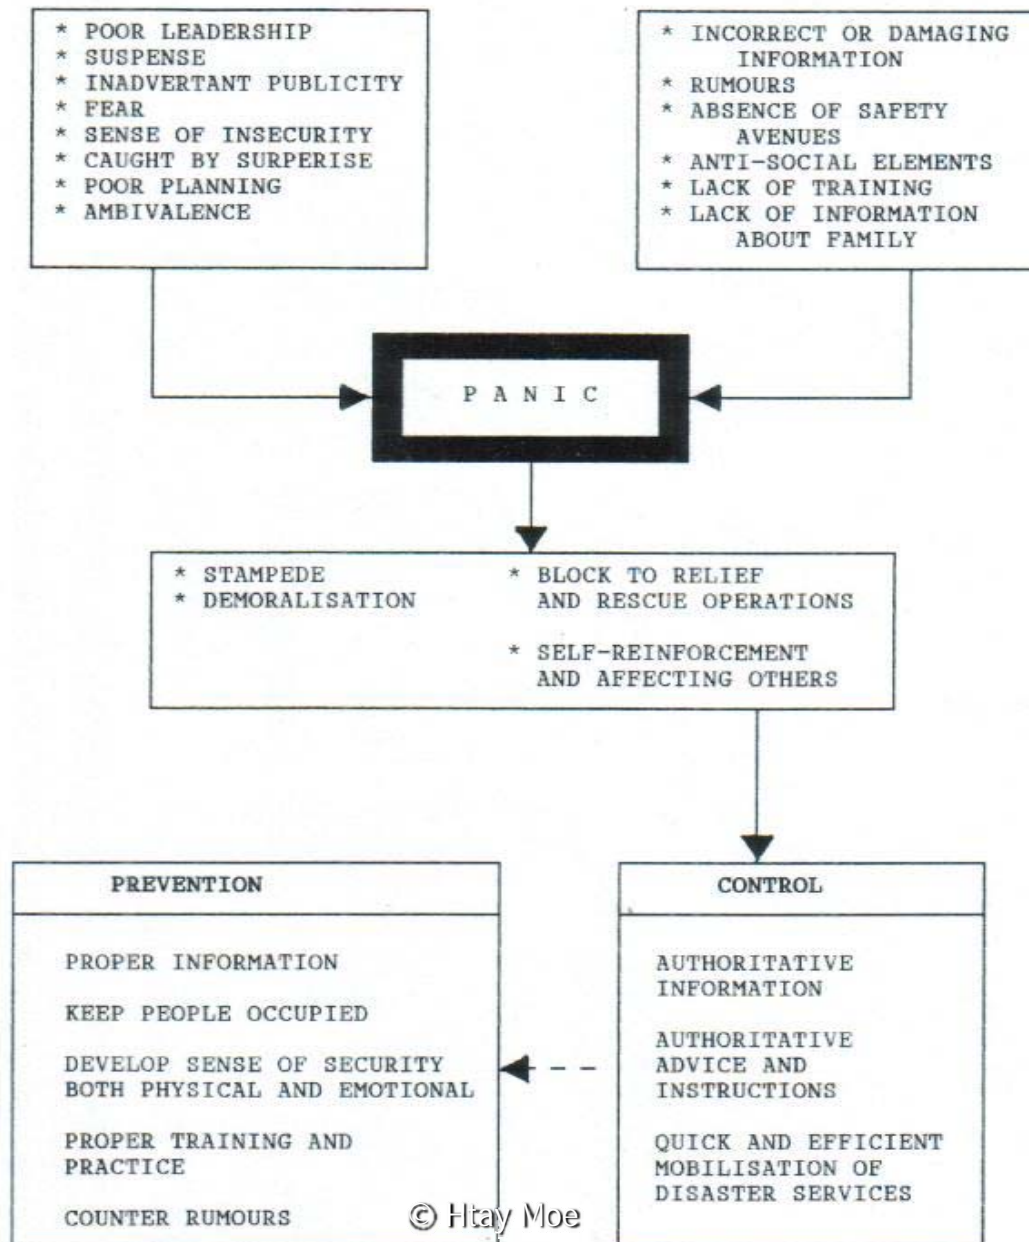 * POOR LEADERSHIP
* SUSPENSE
* INADVERTANT PUBLICITY
* FEAR
* SENSE OF INSECURITY
* CAUGHT BY SURPERISE
* POOR PLANNING
* AMBIVALENCE
* INCORRECT OR DAMAGING
INFORMATION
* RUMOURS
* ABSENCE OF SAFETY
AVENUES
* ANTI-SOCIAL ELEMENTS
* LACK OF TRAINING
* LACK OF INFORMATION
ABOUT FAMILY
P A N I C
* STAMPEDE
* DEMORALISATION
* BLOCK TO RELIEF
AND RESCUE OPERATIONS
* SELF-REINFORCEMENT
AND AFFECTING OTHERS
PREVENTION
PROPER INFORMATION
KEEP PEOPLE OCCUPIED
DEVELOP SENSE OF SECURITY
BOTH PHYSICAL AND EMOTIONAL
PROPER TRAINING AND
PRACTICE
COUNTER RUMOURS
CONTROL
AUTHORITATIVE
INFORMATION
AUTHORITATIVE
ADVICE AND
INSTRUCTIONS
QUICK AND EFFICIENT
MOBILISATION OF
DISASTER SERVICES
© Htay Moe